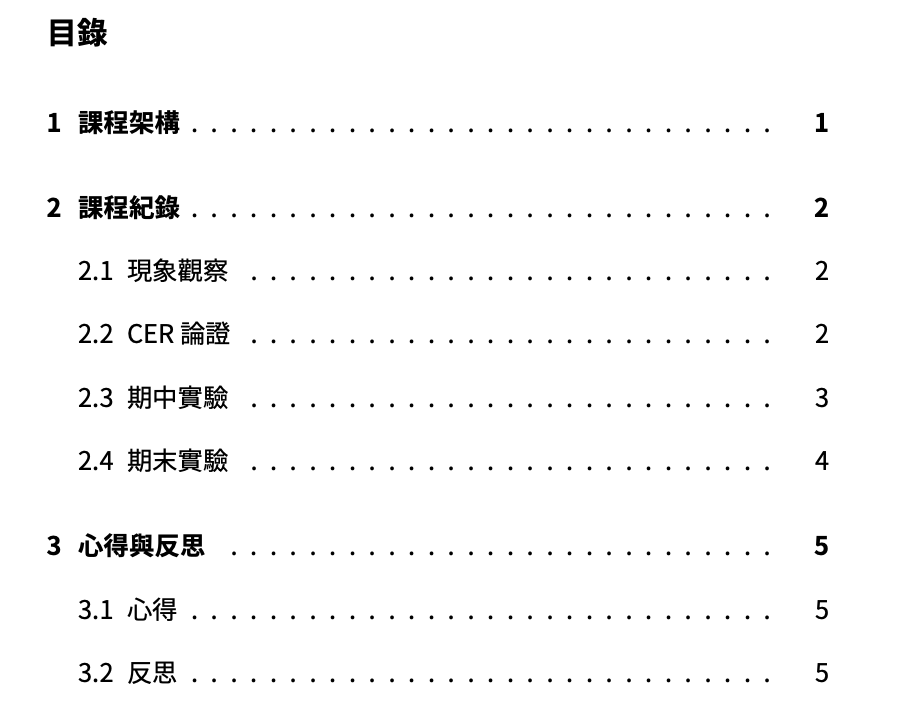 目錄
1 課程架構 . . . . . . . . . . . . . . . . . . . . . . . . . . . . . . 1
2 課程紀錄 . . . . . . . . . . . . . . . . . . . . . . . . . . . . . . 2
2.1 現象觀察 . . . . . . . . . . . . . . . . . . . . . . . . . . . 2
2.2 CER 論證 . . . . . . . . . . . . . . . . . . . . . . . . . . . 2
2.3 期中實驗 . . . . . . . . . . . . . . . . . . . . . . . . . . . 3
2.4 期末實驗 . . . . . . . . . . . . . . . . . . . . . . . . . . . 4
3 心得與反思 . . . . . . . . . . . . . . . . . . . . . . . . . . . . 5
3.1 心得 . . . . . . . . . . . . . . . . . . . . . . . . . . . . . . 5
3.2 反思 . . . . . . . . . . . . . . . . . . . . . . . . . . . . . . 5